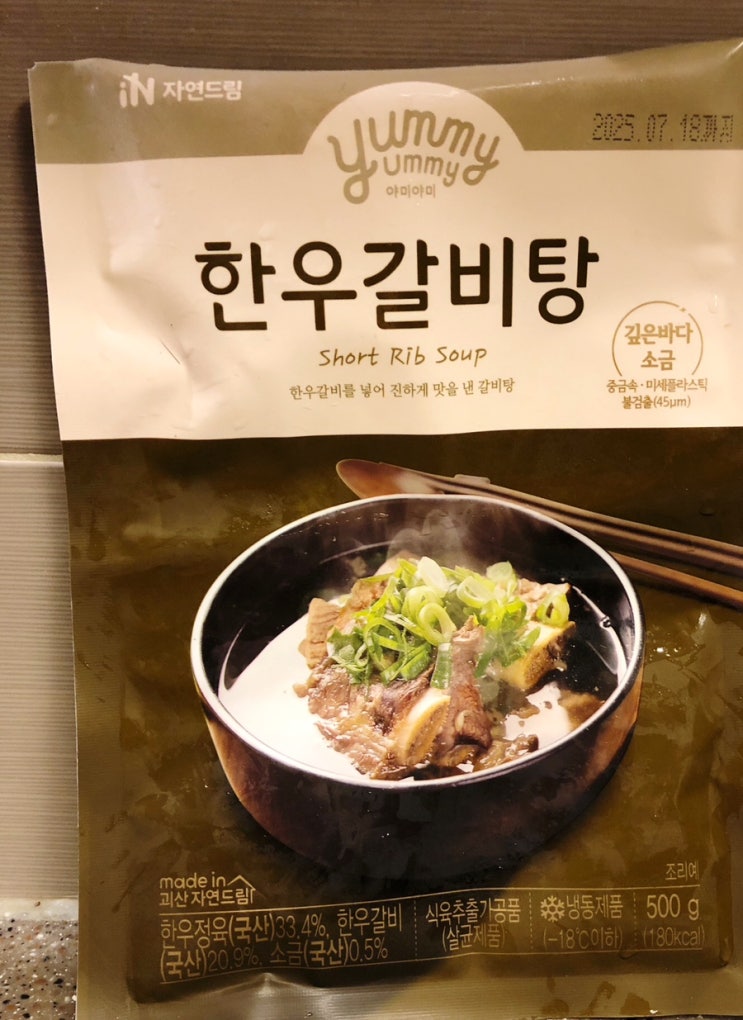 iN 자연드림
2025.07.18까지
yummy
ummy
야미야미
한우갈비탕
Short Rib Soup
한우갈비를 넣어 진하게 맛을 낸 갈비탕
깊은바다
소금
중금속·미세플라스틱
불검출(45μm)
조리예
made in
괴산자연드림
한우정육(국산)33.4%, 한우갈비
(국산)20.9%, 소금(국산)0.5%
식육추출가공품
(살균제품)
냉동제품
(-18℃이하)
500 g
(180kcal)